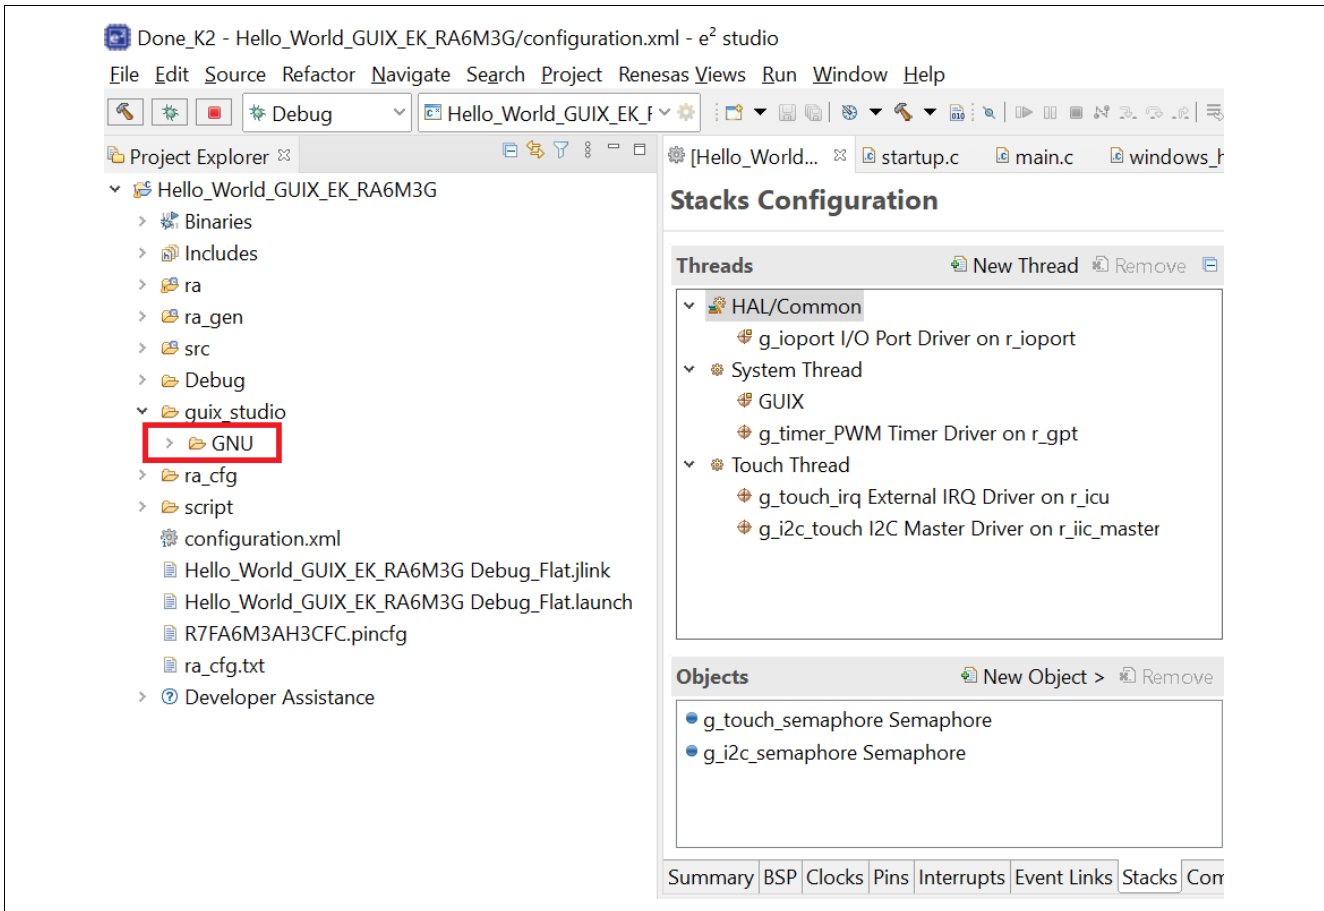 Done_K2 - Hello_World_GUIX_EK_RA6M3G/configuration.xml - e² studio
File Edit Source Refactor Navigate Search Project Renesas Views Run Window Help
Debug
Hello_World_GUIX_EK_F
Project Explorer
Hello_World_GUIX_EK_RA6M3G
Binaries
Includes
ra
ra_gen
src
Debug
guix_studio
GNU
ra_cfg
script
configuration.xml
Hello_World_GUIX_EK_RA6M3G Debug_Flat.jlink
Hello_World_GUIX_EK_RA6M3G Debug_Flat.launch
R7FA6M3AH3CFC.pincfg
ra_cfg.txt
Developer Assistance
[Hello_World... startup.c main.c windows_h
Stacks Configuration
Threads New Thread Remove
HAL/Common
g_ioport I/O Port Driver on r_ioport
System Thread
GUIX
g_timer_PWM Timer Driver on r_gpt
Touch Thread
g_touch_irq External IRQ Driver on r_icu
g_i2c_touch I2C Master Driver on r_iic_master
Objects New Object > Remove
g_touch_semaphore Semaphore
g_i2c_semaphore Semaphore
Summary BSP Clocks Pins Interrupts Event Links Stacks Com